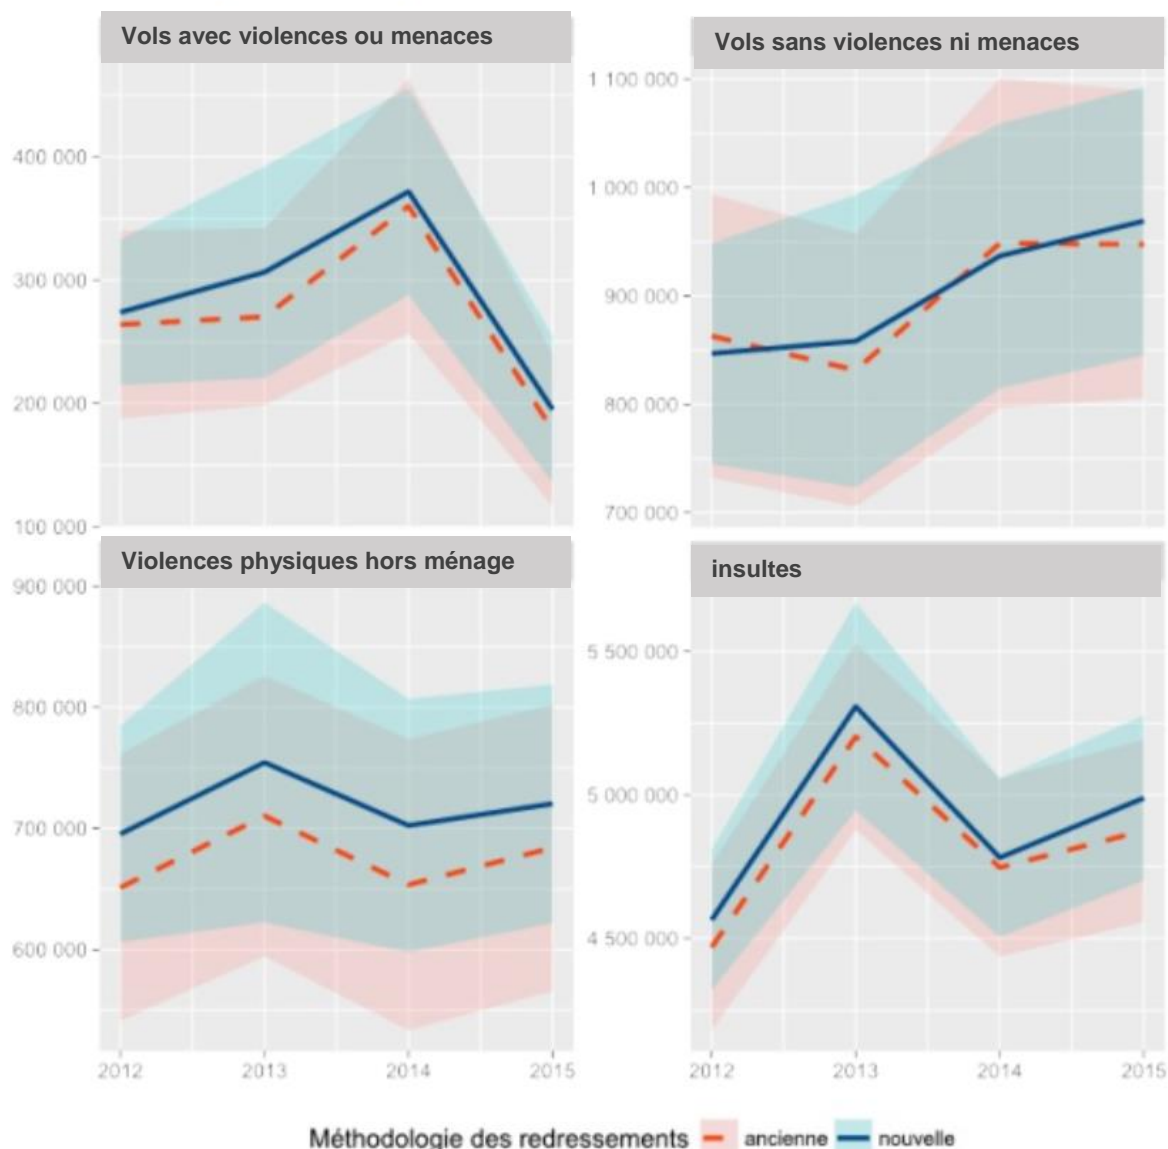 Vols avec violences ou menaces
400 000
300 000
200 000
100 000
Vols sans violences ni menaces
1 100 000
1 000 000
900 000
800 000
700 000
Violences physiques hors ménage
900 000
800 000
700 000
600 000
2012 2013 2014 2015
insultes
5 500 000
5 000 000
4 500 000
2012 2013 2014 2015
Méthodologie des redressements ancienne nouvelle